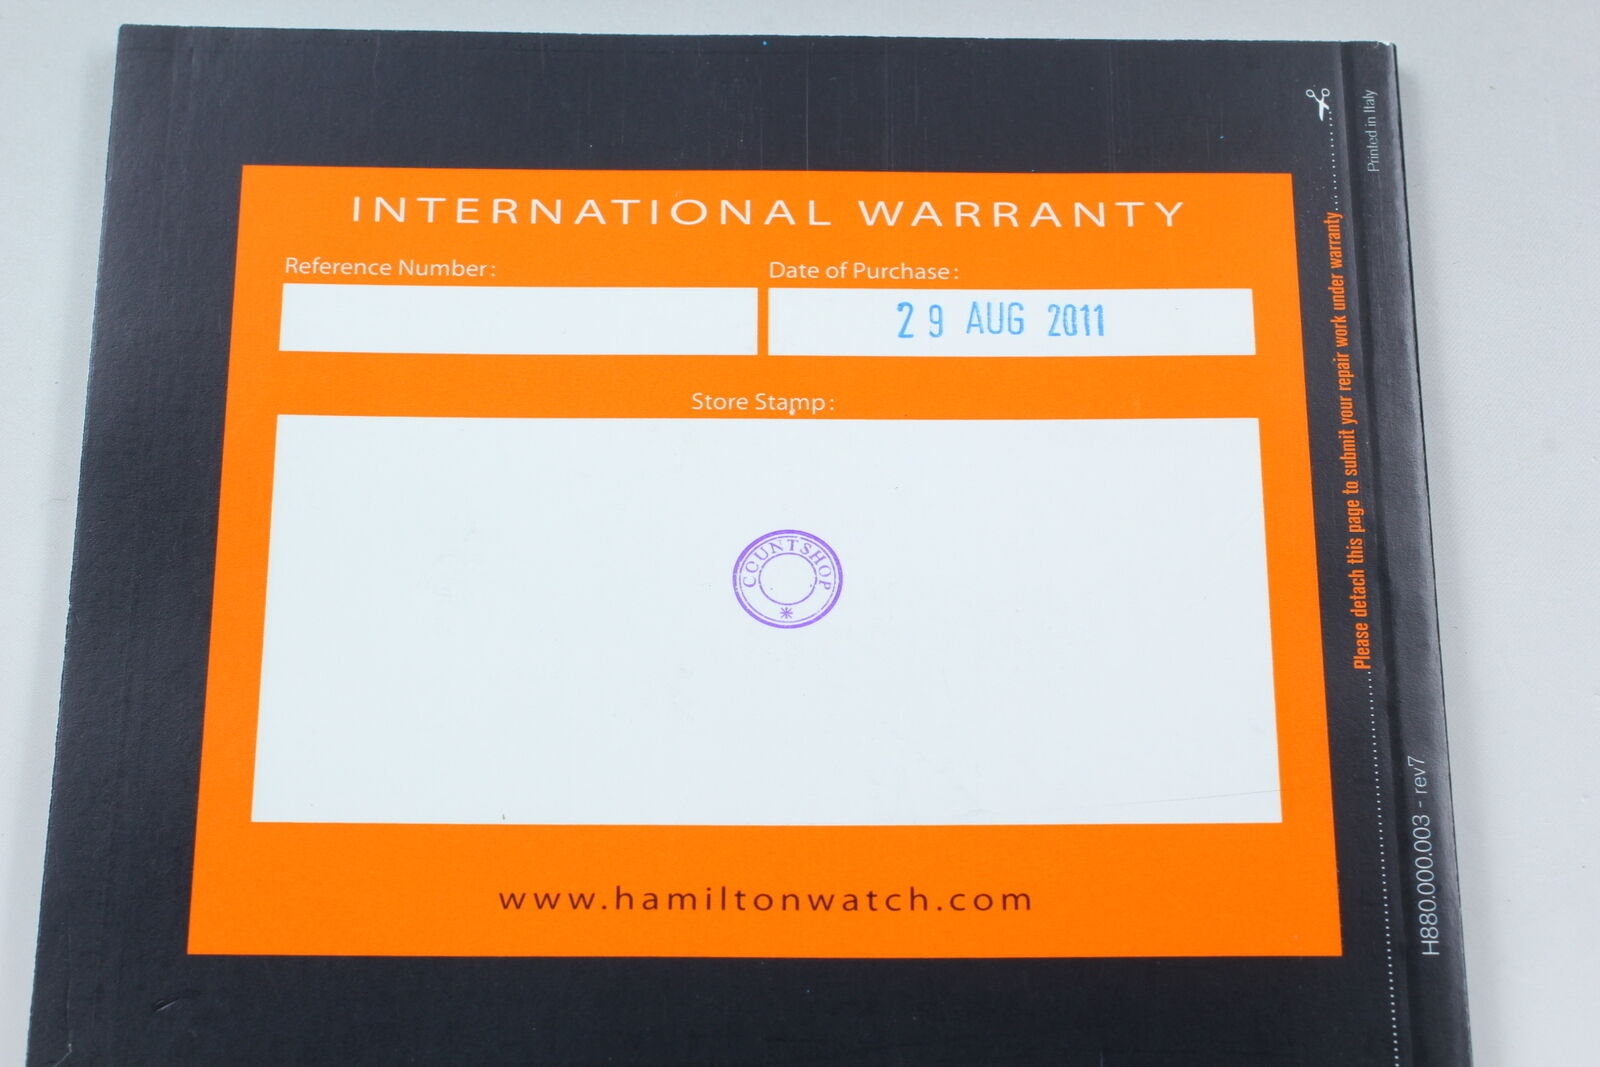 INTERNATIONAL WARRANTY
Reference Number:
Date of Purchase:
29 AUG 2011
Store Stamp:
COUNTSHOP
www.hamiltonwatch.com
Please detach this page to submit your repair work under warranty
Printed in Italy
H880.000.003 - rev7